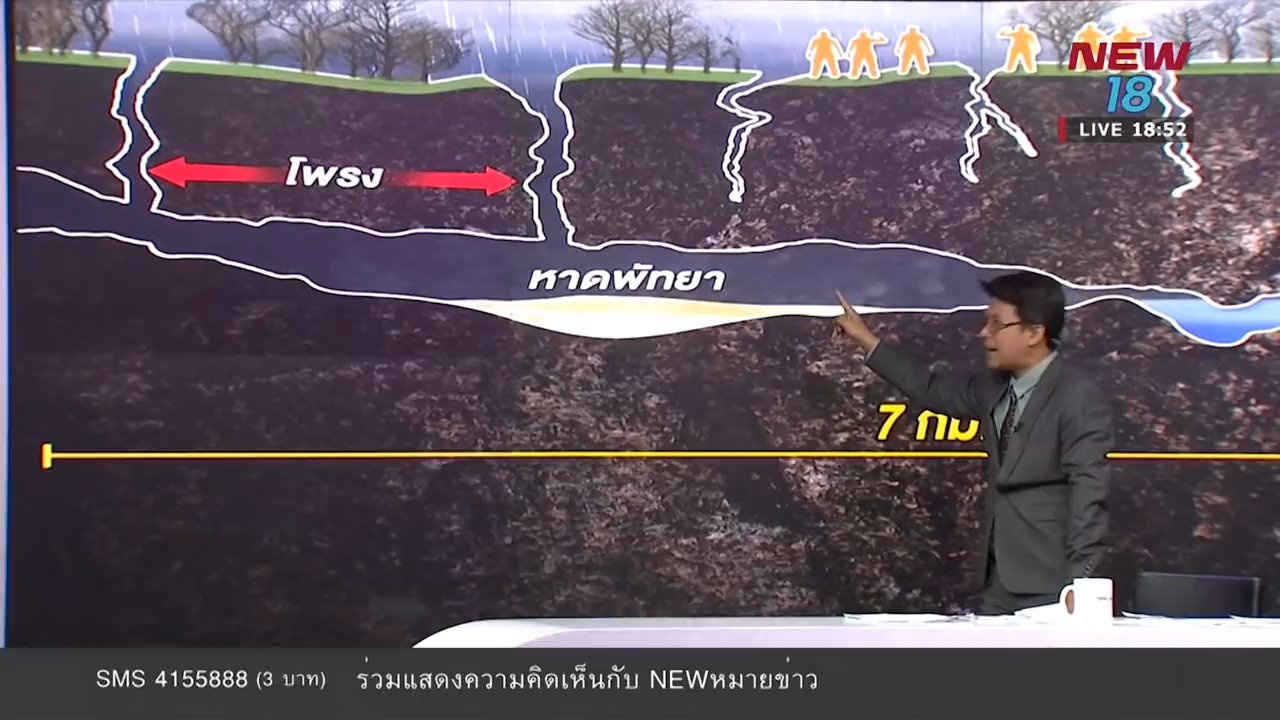 NEW
18
LIVE 18:52
โพรง
หาดพัทยา
7 กม.
SMS 4155888 (3 บาท) ร่วมแสดงความคิดเห็นกับ NEWหมายข่าว